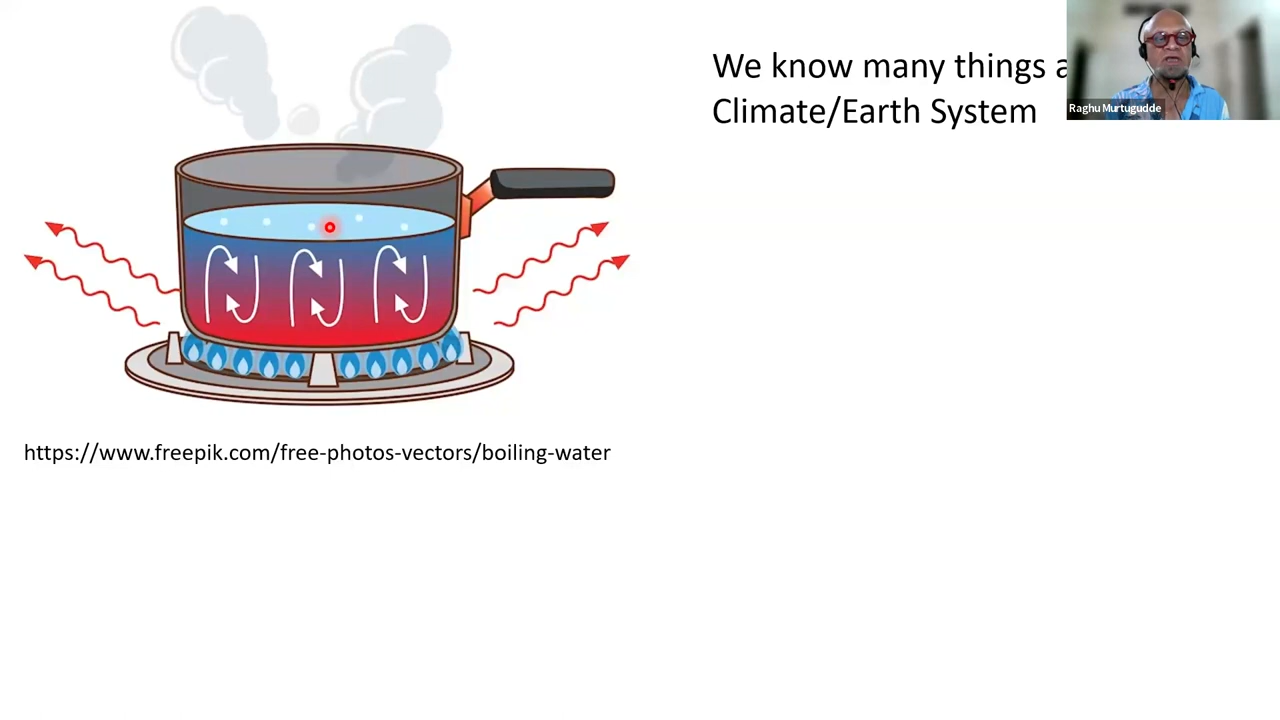 We know many things a
Climate/Earth System
Raghu Murtugudde
https://www.freepik.com/free-photos-vectors/boiling-water